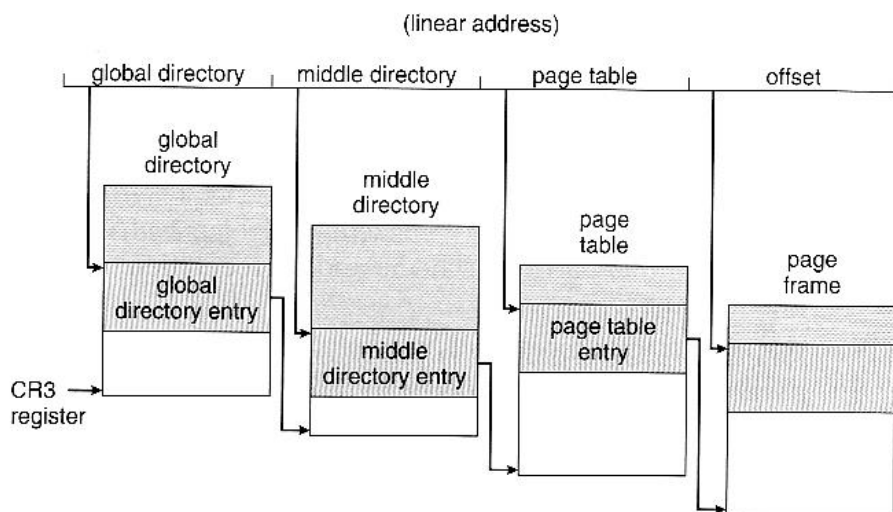 (linear address)
global directory
middle directory
page table
offset
global
directory
middle
directory
page
table
page
frame
global
directory entry
middle
directory entry
page table
entry
CR3
register